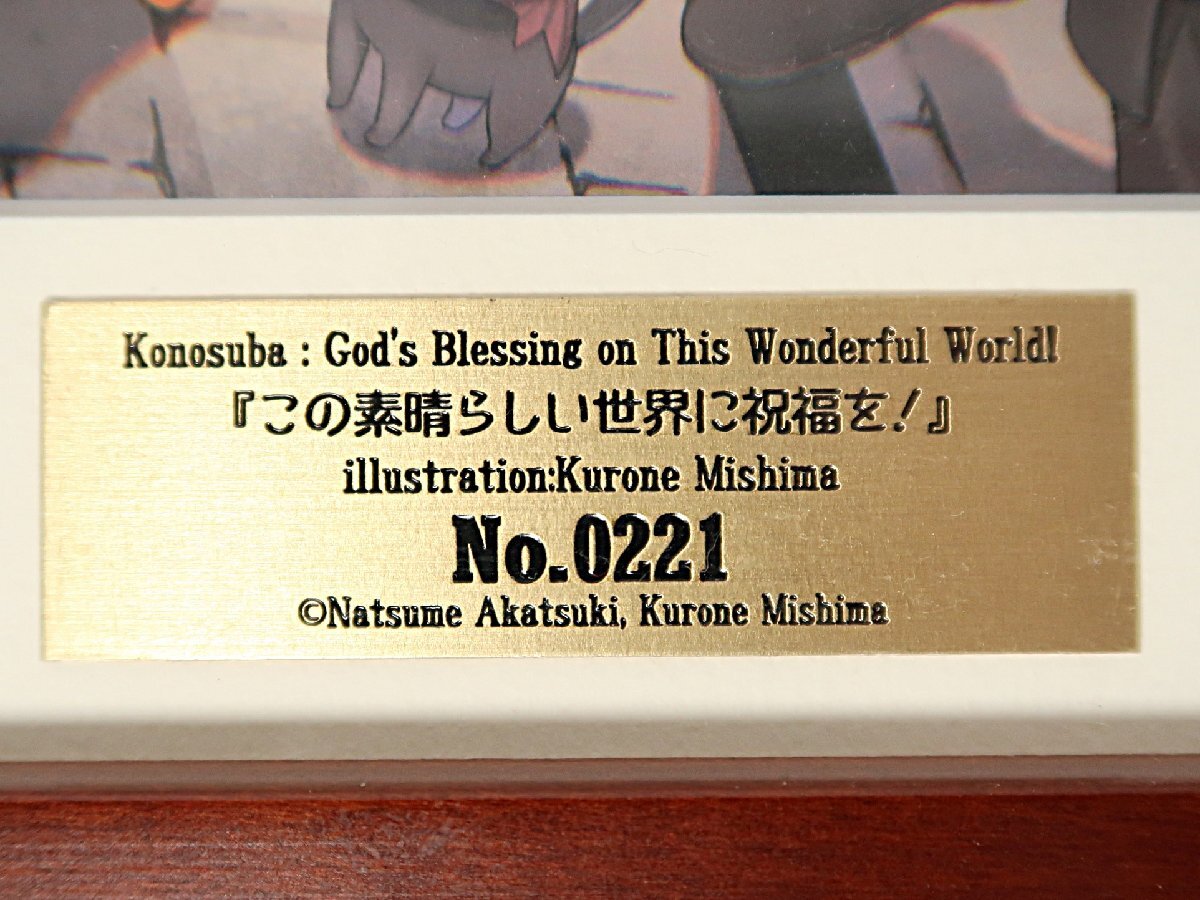 Konosuba : God's Blessing on This Wonderful World!
『この素晴らしい世界に祝福を!』
illustration:Kurone Mishima
No.0221
©Natsume Akatsuki, Kurone Mishima